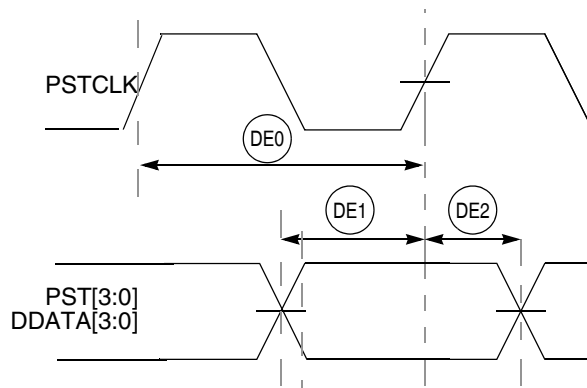 PSTCLK
DE0
DE1
DE2
PST[3:0]
DDATA[3:0]